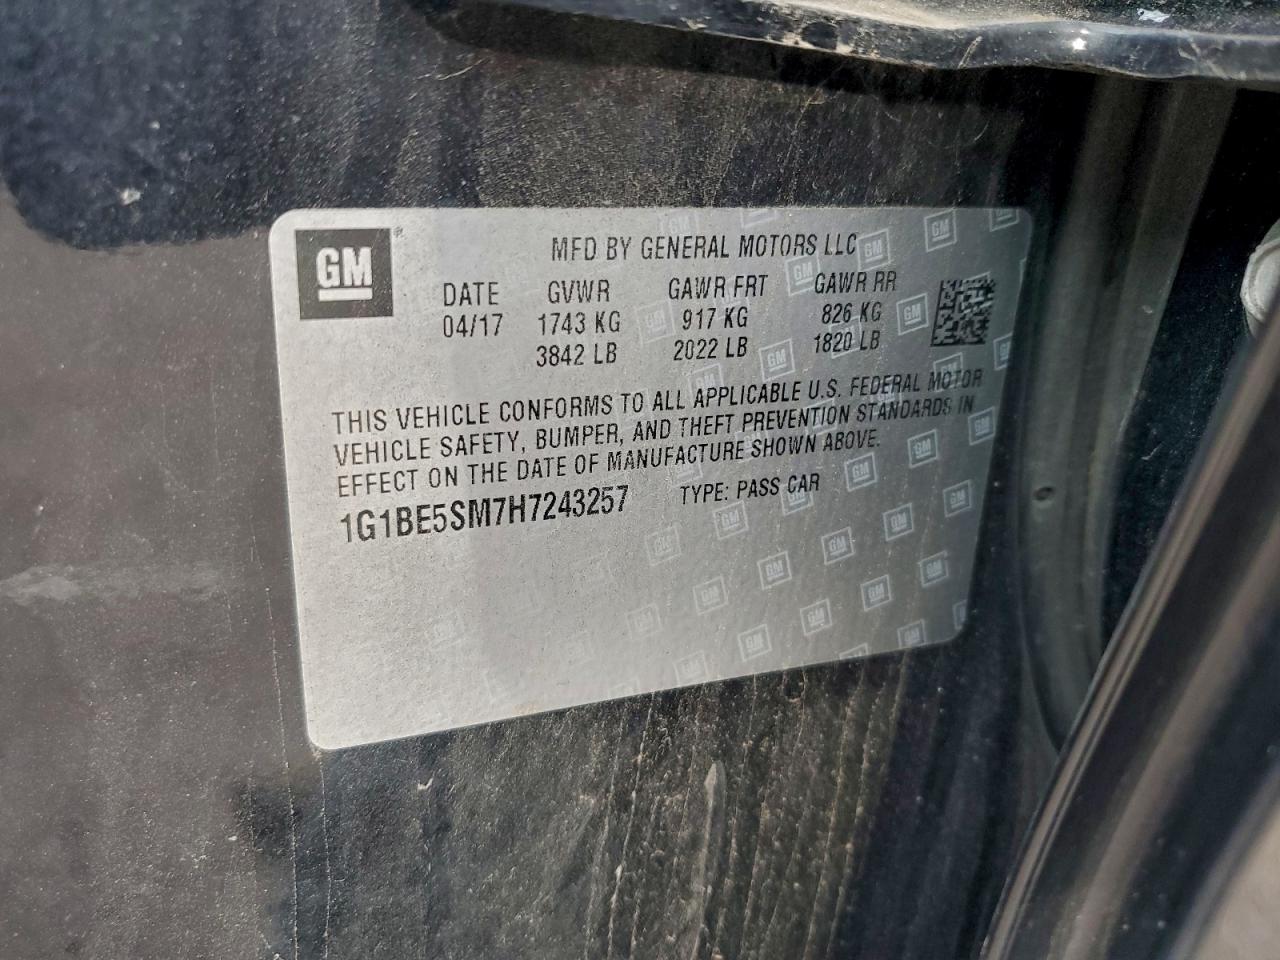 GM
MFD BY GENERAL MOTORS LLC
DATE GVWR GAWR FRT GAWR RR
04/17 1743 KG 917 KG 826 KG
3842 LB 2022 LB 1820 LB
THIS VEHICLE CONFORMS TO ALL APPLICABLE U.S. FEDERAL MOTOR
VEHICLE SAFETY, BUMPER, AND THEFT PREVENTION STANDARDS IN
EFFECT ON THE DATE OF MANUFACTURE SHOWN ABOVE.
1G1BE5SM7H7243257 TYPE: PASS CAR